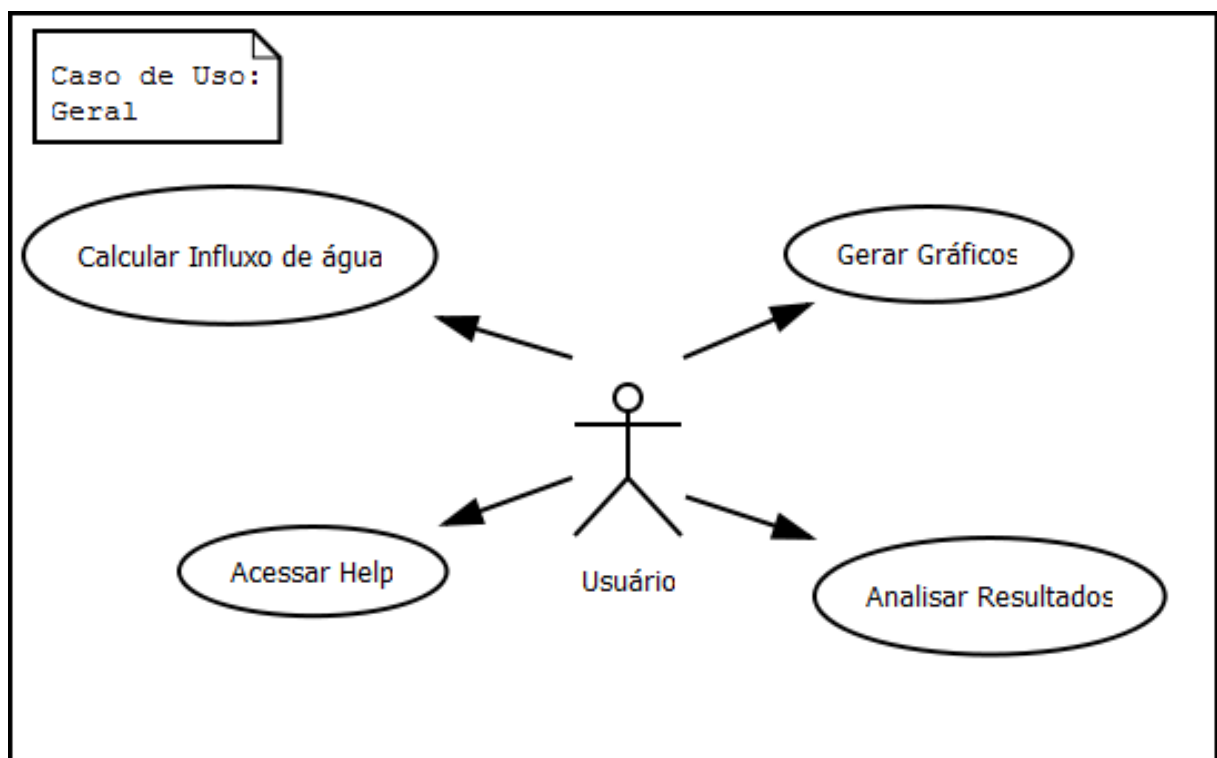 Caso de Uso:
Geral
Calcular Influxo de água
Gerar Gráficos
Acessar Help
Usuário
Analisar Resultados